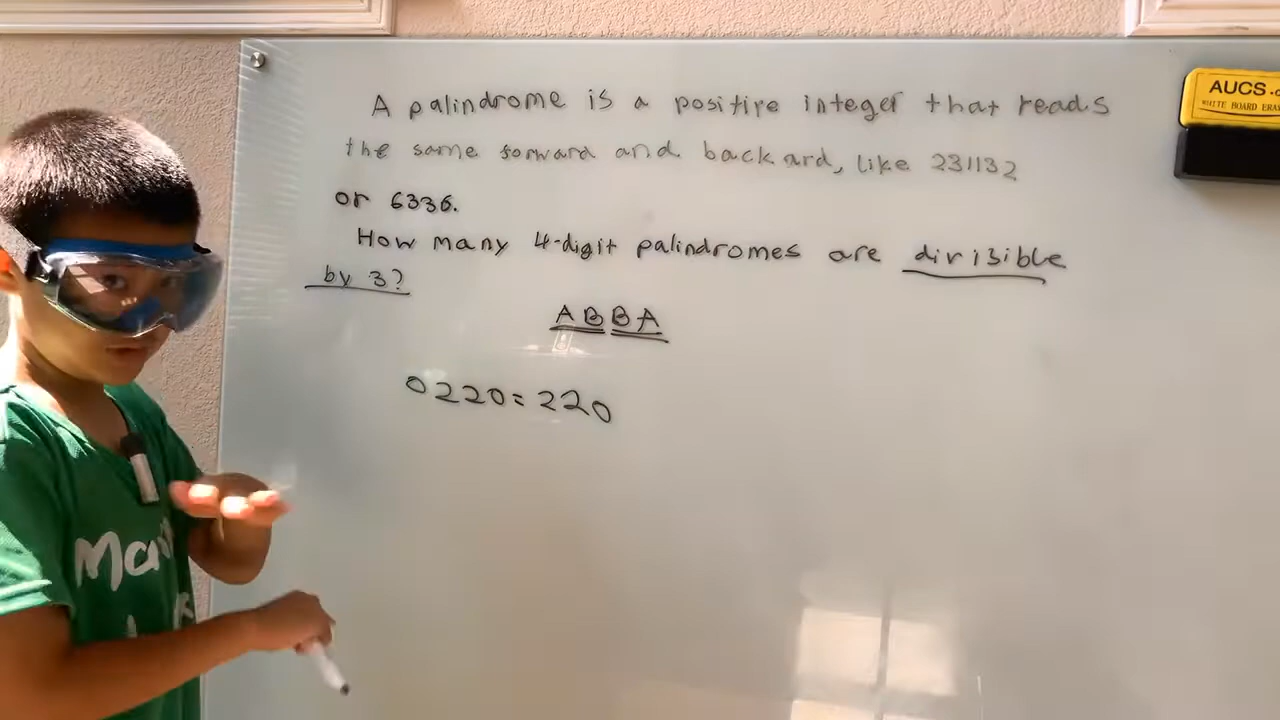 A palindrome is a positive integer that reads
the same forward and backard, like 231132
or 6336.
How many 4-digit palindromes are divisible
by 3?
ABBA
0220=220
AUCS
WHITE BOARD